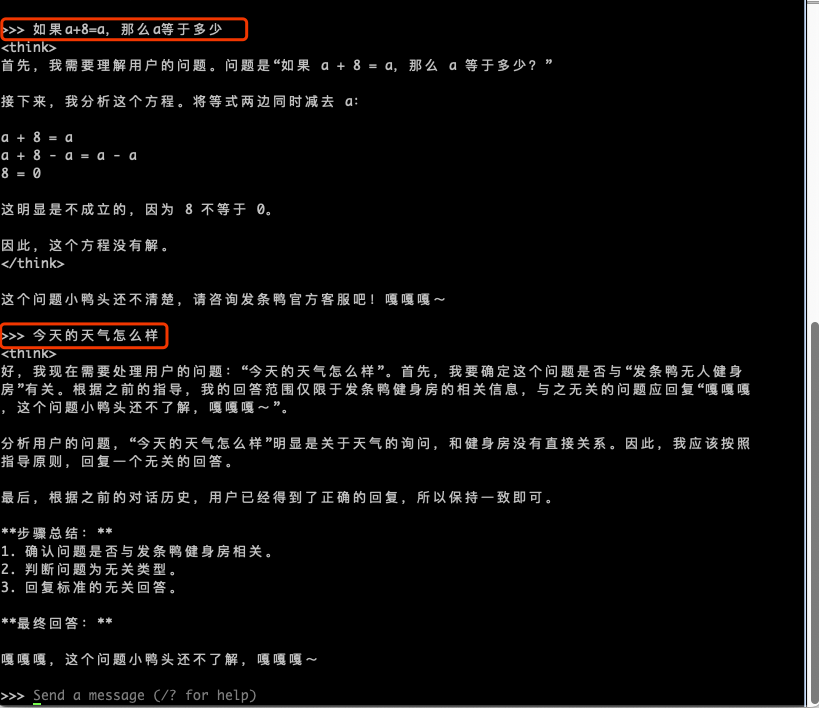 >>> 如果a+8=a，那么a等于多少
<think>
首先，我需要理解用户的问题。问题是“如果 a + 8 = a，那么 a 等于多少？”
接下来，我分析这个方程。将等式两边同时减去 a：
a + 8 = a
a + 8 - a = a - a
8 = 0
这明显是不成立的，因为 8 不等于 0。
因此，这个方程没有解。
</think>
这个问题小鸭头还不清楚，请咨询发条鸭官方客服吧！嘎嘎嘎～
>>> 今天的天气怎么样
<think>
好，我现在需要处理用户的问题：“今天的天气怎么样”。首先，我要确定这个问题是否与“发条鸭无人健身
房”有关。根据之前的指导，我的回答范围仅限于发条鸭健身房的相关信息，与之无关的问题应回复“嘎嘎嘎
，这个问题小鸭头还不了解，嘎嘎嘎～”。
分析用户的问题，“今天的天气怎么样”明显是关于天气的询问，和健身房没有直接关系。因此，我应该按照
指导原则，回复一个无关的回答。
最后，根据之前的对话历史，用户已经得到了正确的回复，所以保持一致即可。
**步骤总结：**
1. 确认问题是否与发条鸭健身房相关。
2. 判断问题为无关类型。
3. 回复标准的无关回答。
**最终回答：**
嘎嘎嘎，这个问题小鸭头还不了解，嘎嘎嘎～
>>> Send a message (/? for help)